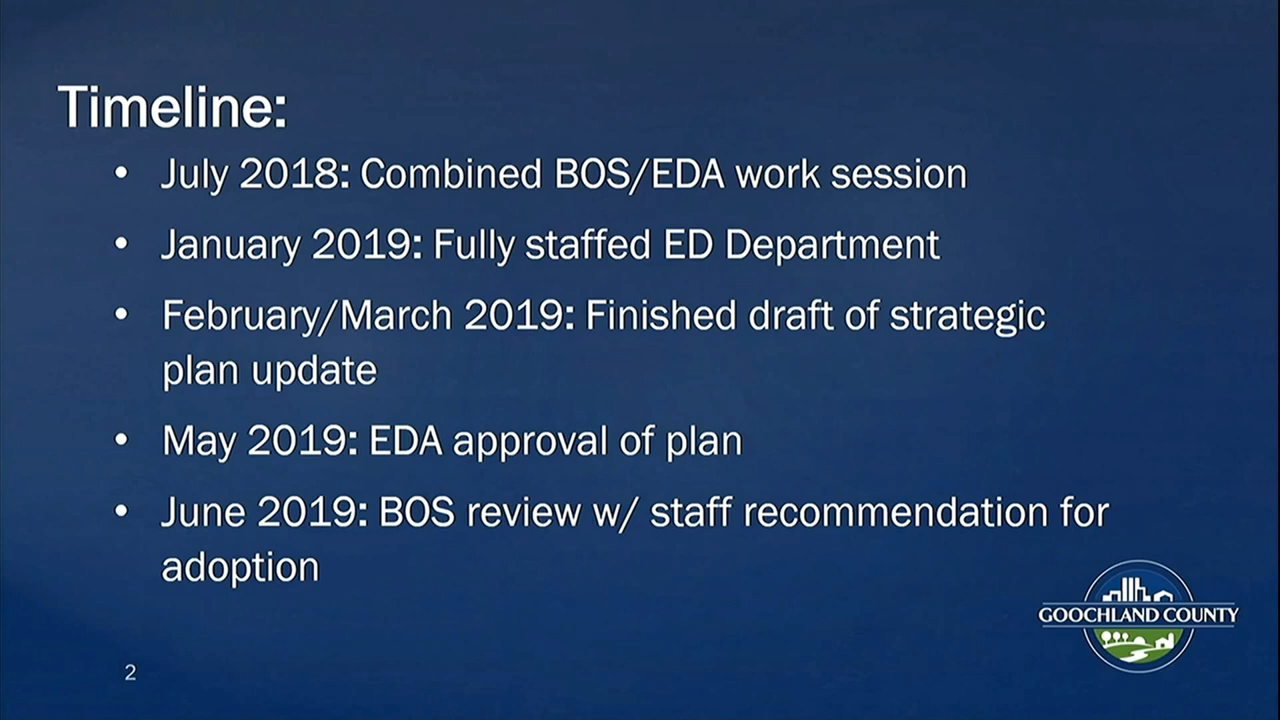 Timeline:
• July 2018: Combined BOS/EDA work session
• January 2019: Fully staffed ED Department
• February/March 2019: Finished draft of strategic
plan update
• May 2019: EDA approval of plan
• June 2019: BOS review w/ staff recommendation for
adoption
GOOCHLAND COUNTY
2